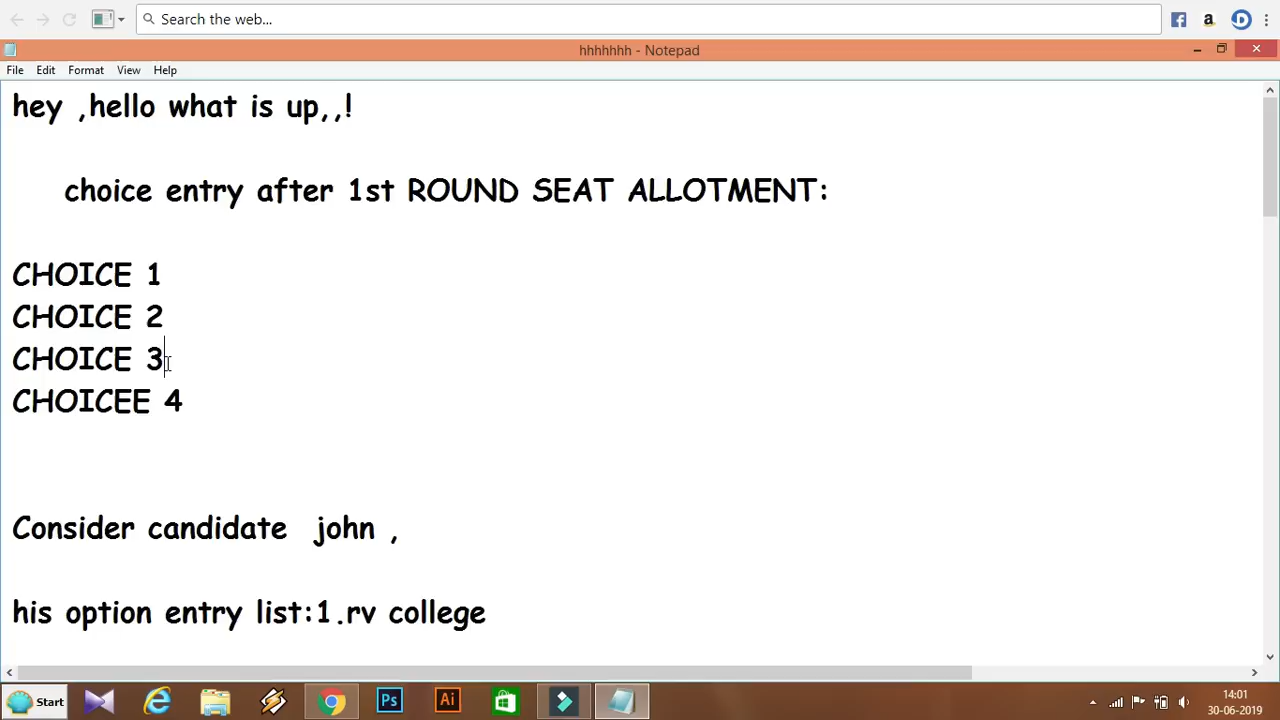 Search the web...
hhhhhhh - Notepad
File Edit Format View Help
hey ,hello what is up,,!
choice entry after 1st ROUND SEAT ALLOTMENT:
CHOICE 1
CHOICE 2
CHOICE 3
CHOICEE 4
Consider candidate john ,
his option entry list:1.rv college
Start
Ps
Ai
14:01
30-06-2019